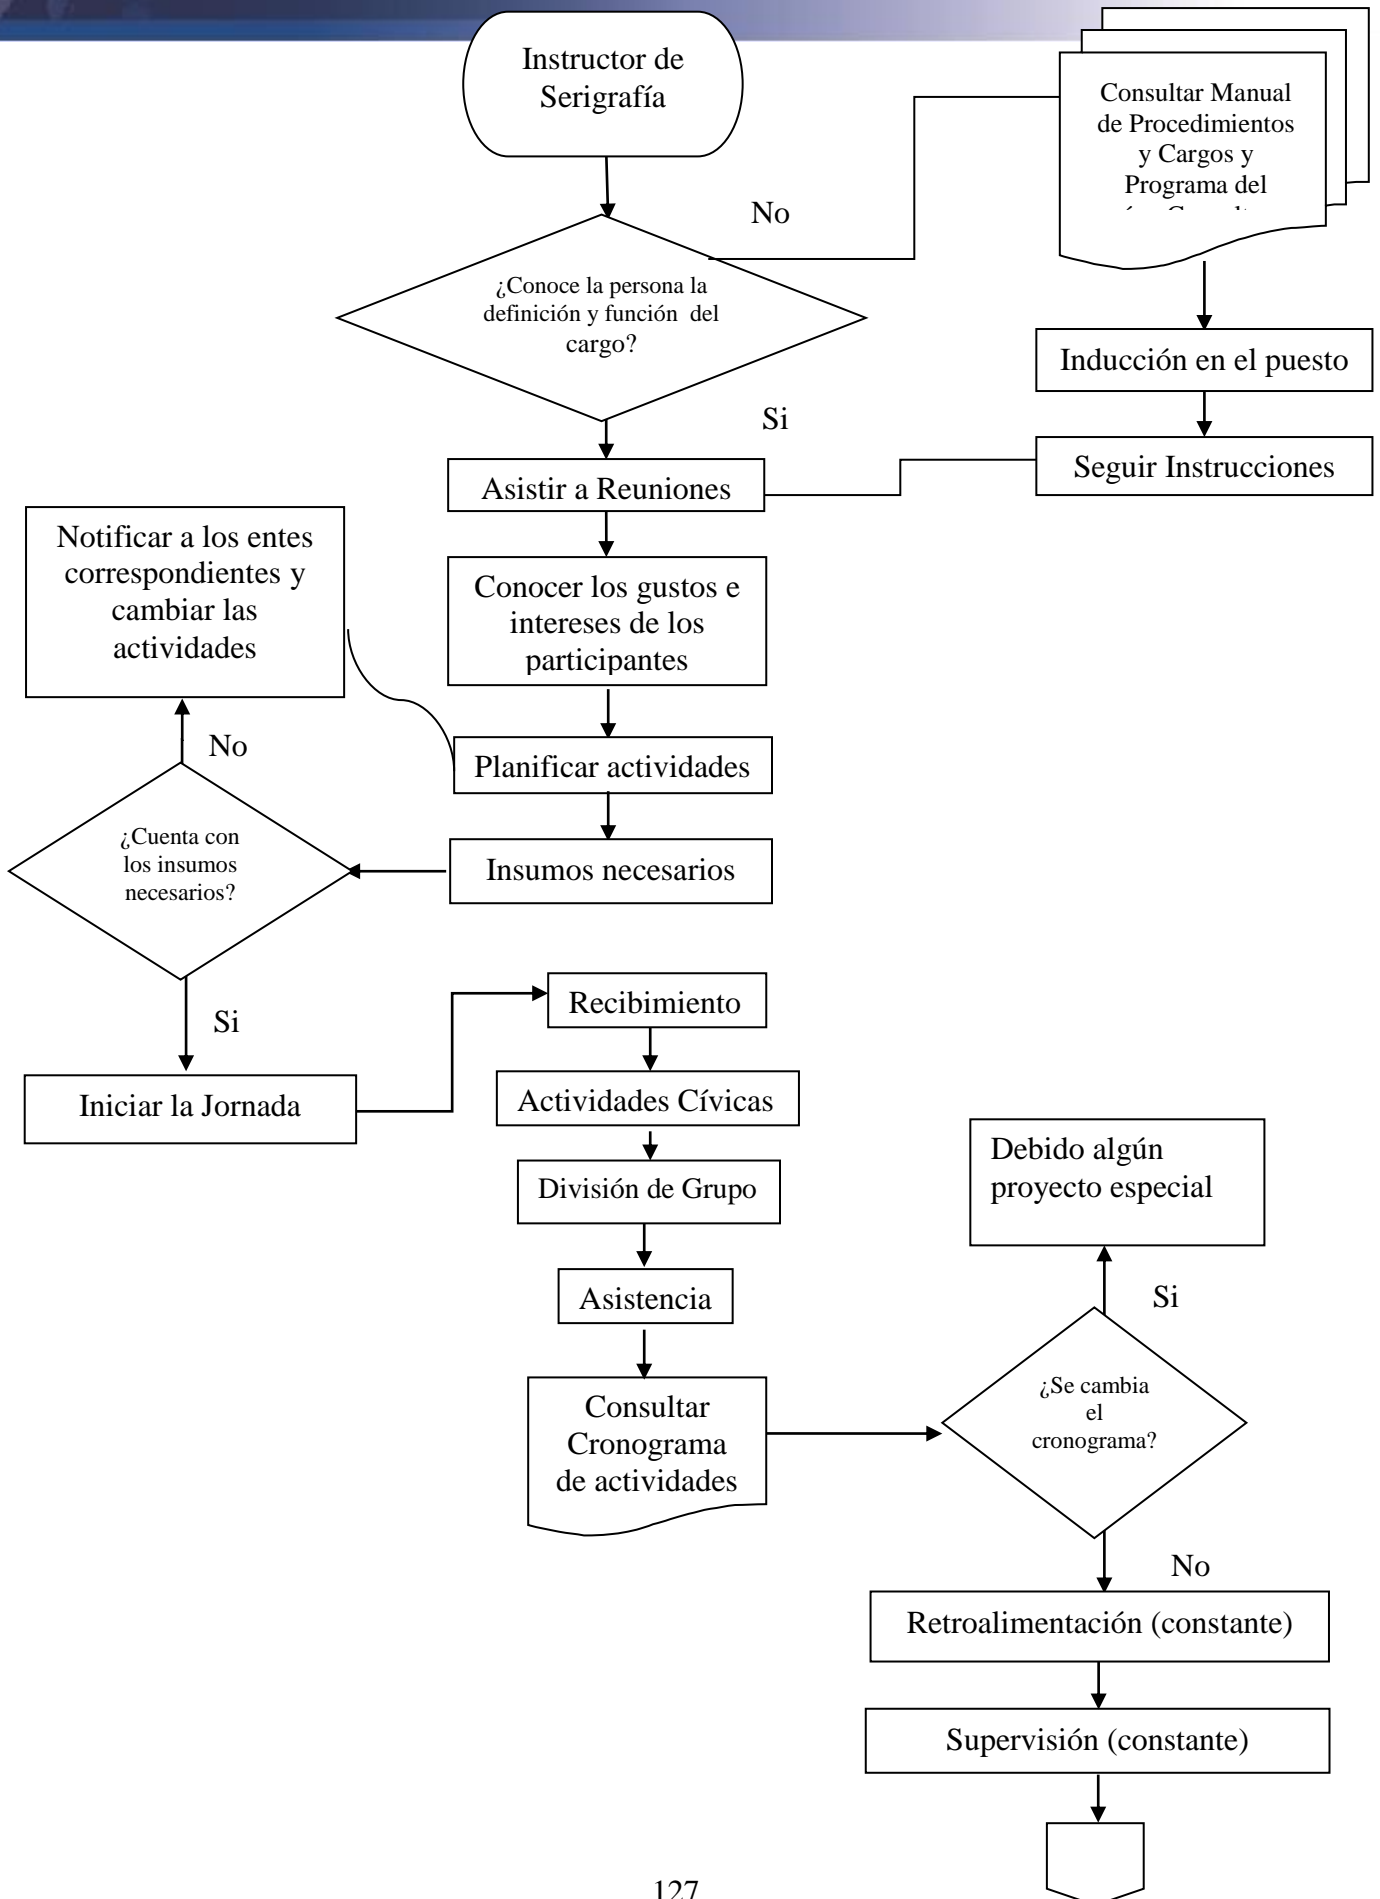 Instructor de
Serigrafía
Consultar Manual
de Procedimientos
y Cargos y
Programa del
No
¿Conoce la persona la
definición y función del
cargo?
Inducción en el puesto
Si
Asistir a Reuniones
Seguir Instrucciones
Notificar a los entes
correspondientes y
cambiar las
actividades
Conocer los gustos e
intereses de los
participantes
No
Planificar actividades
¿Cuenta con
los insumos
necesarios?
Insumos necesarios
Si
Recibimiento
Iniciar la Jornada
Actividades Cívicas
División de Grupo
Debido algún
proyecto especial
Asistencia
Si
Consultar
Cronograma
de actividades
¿Se cambia
el
cronograma?
No
Retroalimentación (constante)
Supervisión (constante)
127